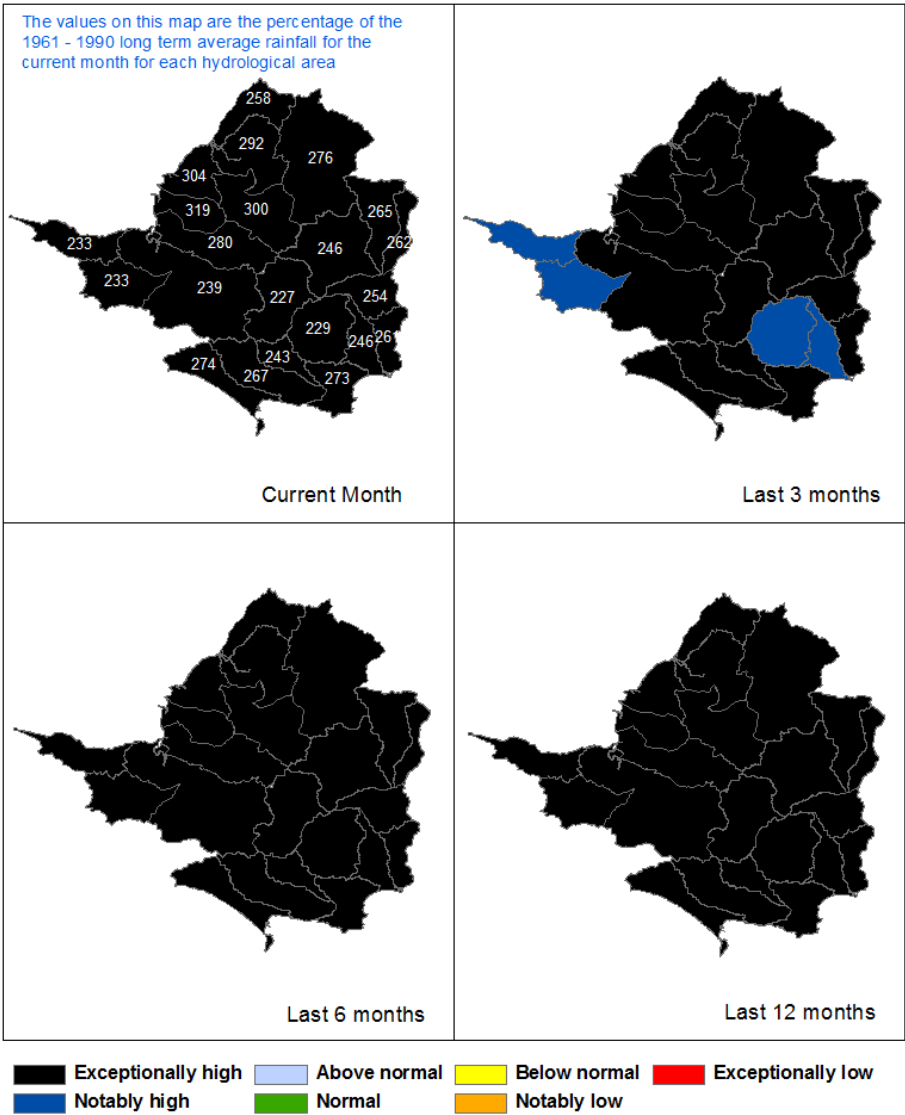 The values on this map are the percentage of the
1961 - 1990 long term average rainfall for the
current month for each hydrological area
258
292
276
304
319
300
265
233
280
246
262
233
239
227
254
229
246
26
274
243
267
273
Current Month
Last 3 months
Last 6 months
Last 12 months
Exceptionally high
Above normal
Below normal
Exceptionally low
Notably high
Normal
Notably low